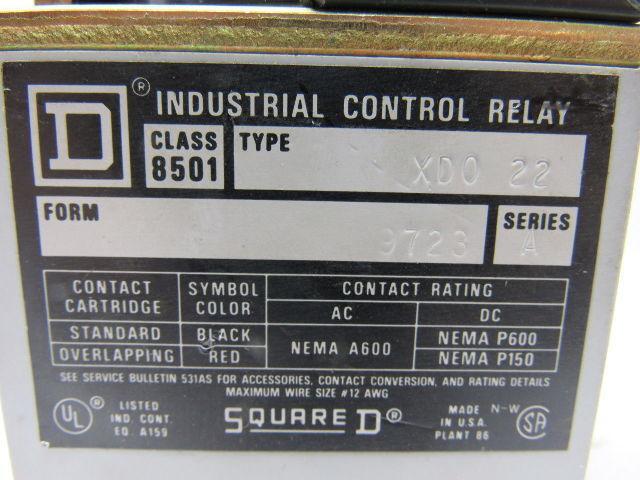 D ® INDUSTRIAL CONTROL RELAY
CLASS 8501 TYPE XDO 22
FORM 9723 SERIES A
CONTACT CARTRIDGE SYMBOL COLOR CONTACT RATING
AC DC
STANDARD BLACK NEMA A600 NEMA P600
OVERLAPPING RED NEMA P150
SEE SERVICE BULLETIN 531AS FOR ACCESSORIES, CONTACT CONVERSION, AND RATING DETAILS
MAXIMUM WIRE SIZE #12 AWG
UL ® LISTED IND. CONT. EQ. A159 SQUARE D ® MADE IN U.S.A. PLANT 86 N-W SA